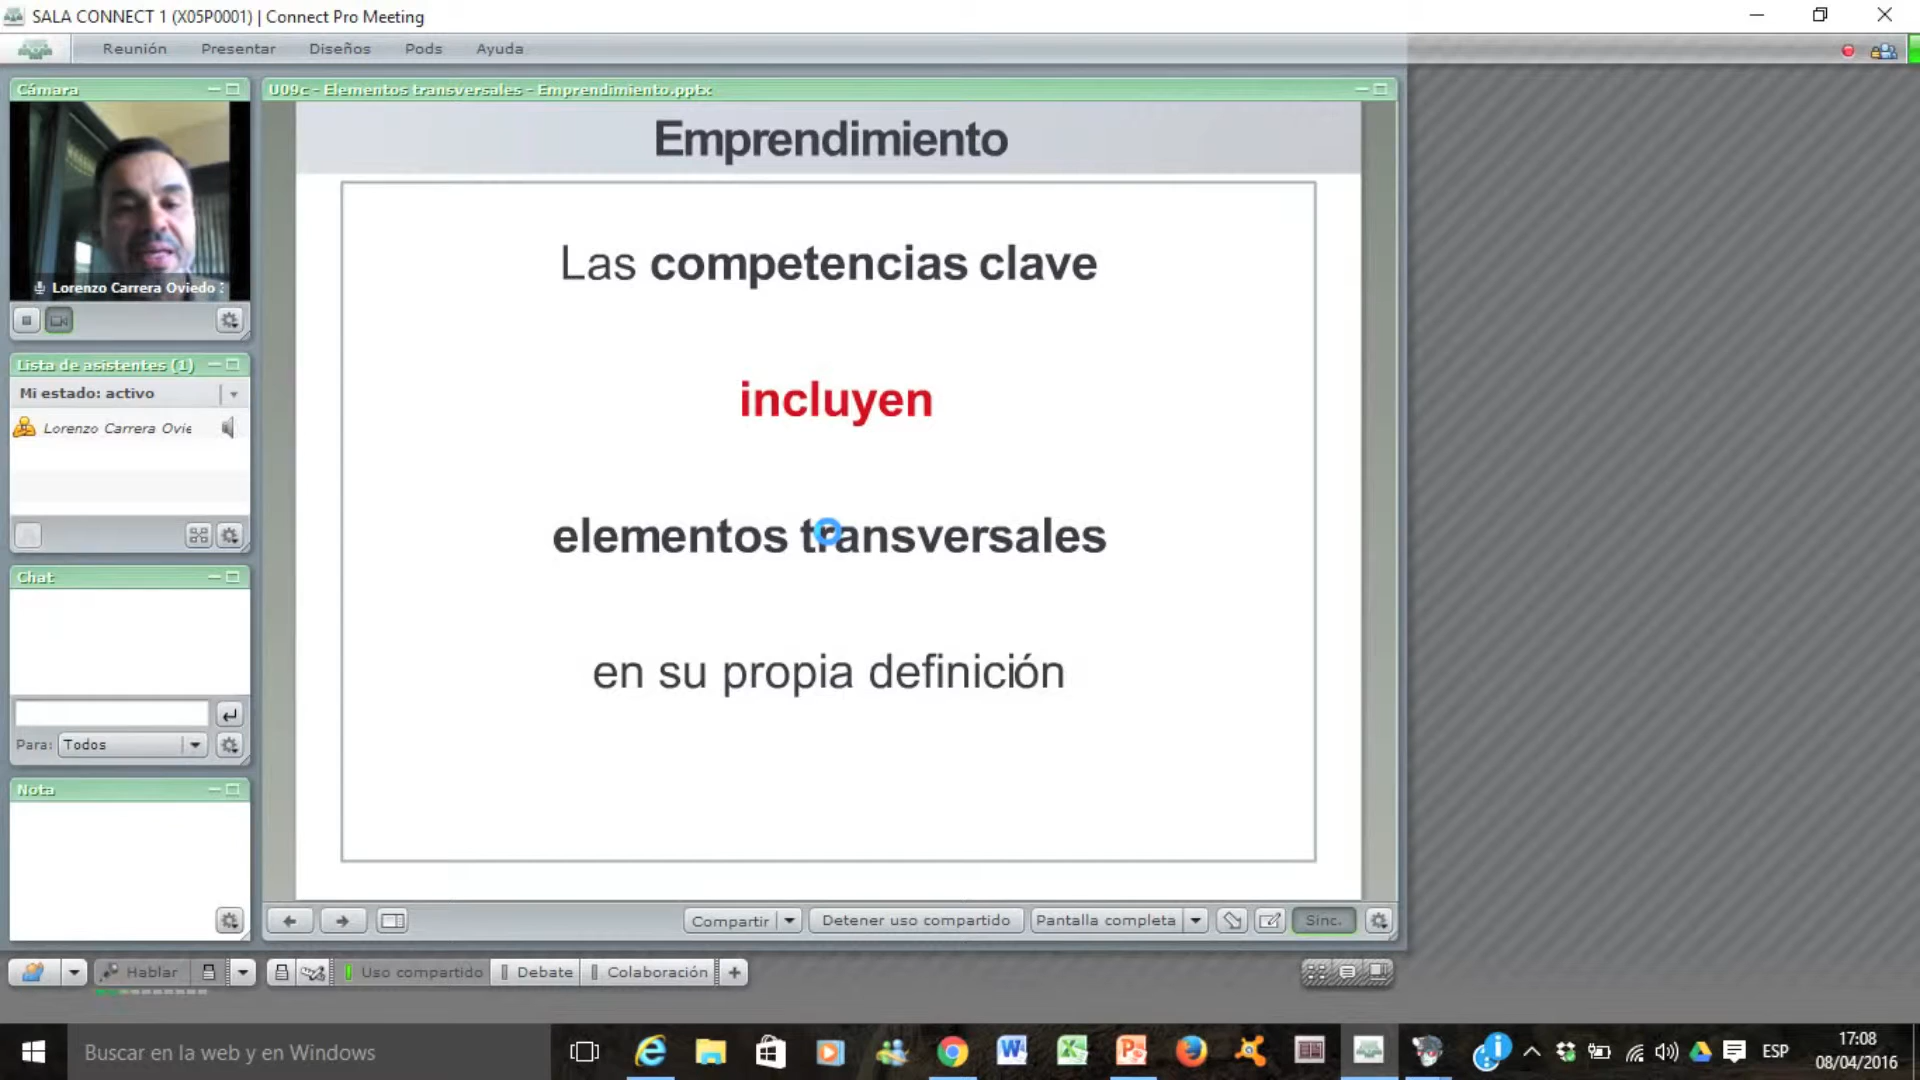 SALA CONNECT 1 (X05P0001) | Connect Pro Meeting
Reunión Presentar Diseños Pods Ayuda
Cámara
Lorenzo Carrera Oviedo
Lista de asistentes (1)
Mi estado: activo
Lorenzo Carrera Ovie
Chat
Para: Todos
Nota
U09c - Elementos transversales - Emprendimiento.pptx
Emprendimiento
Las competencias clave
incluyen
elementos transversales
en su propia definición
Compartir Detener uso compartido Pantalla completa Sinc.
Hablar Uso compartido Debate Colaboración +
Buscar en la web y en Windows
ESP
17:08
08/04/2016